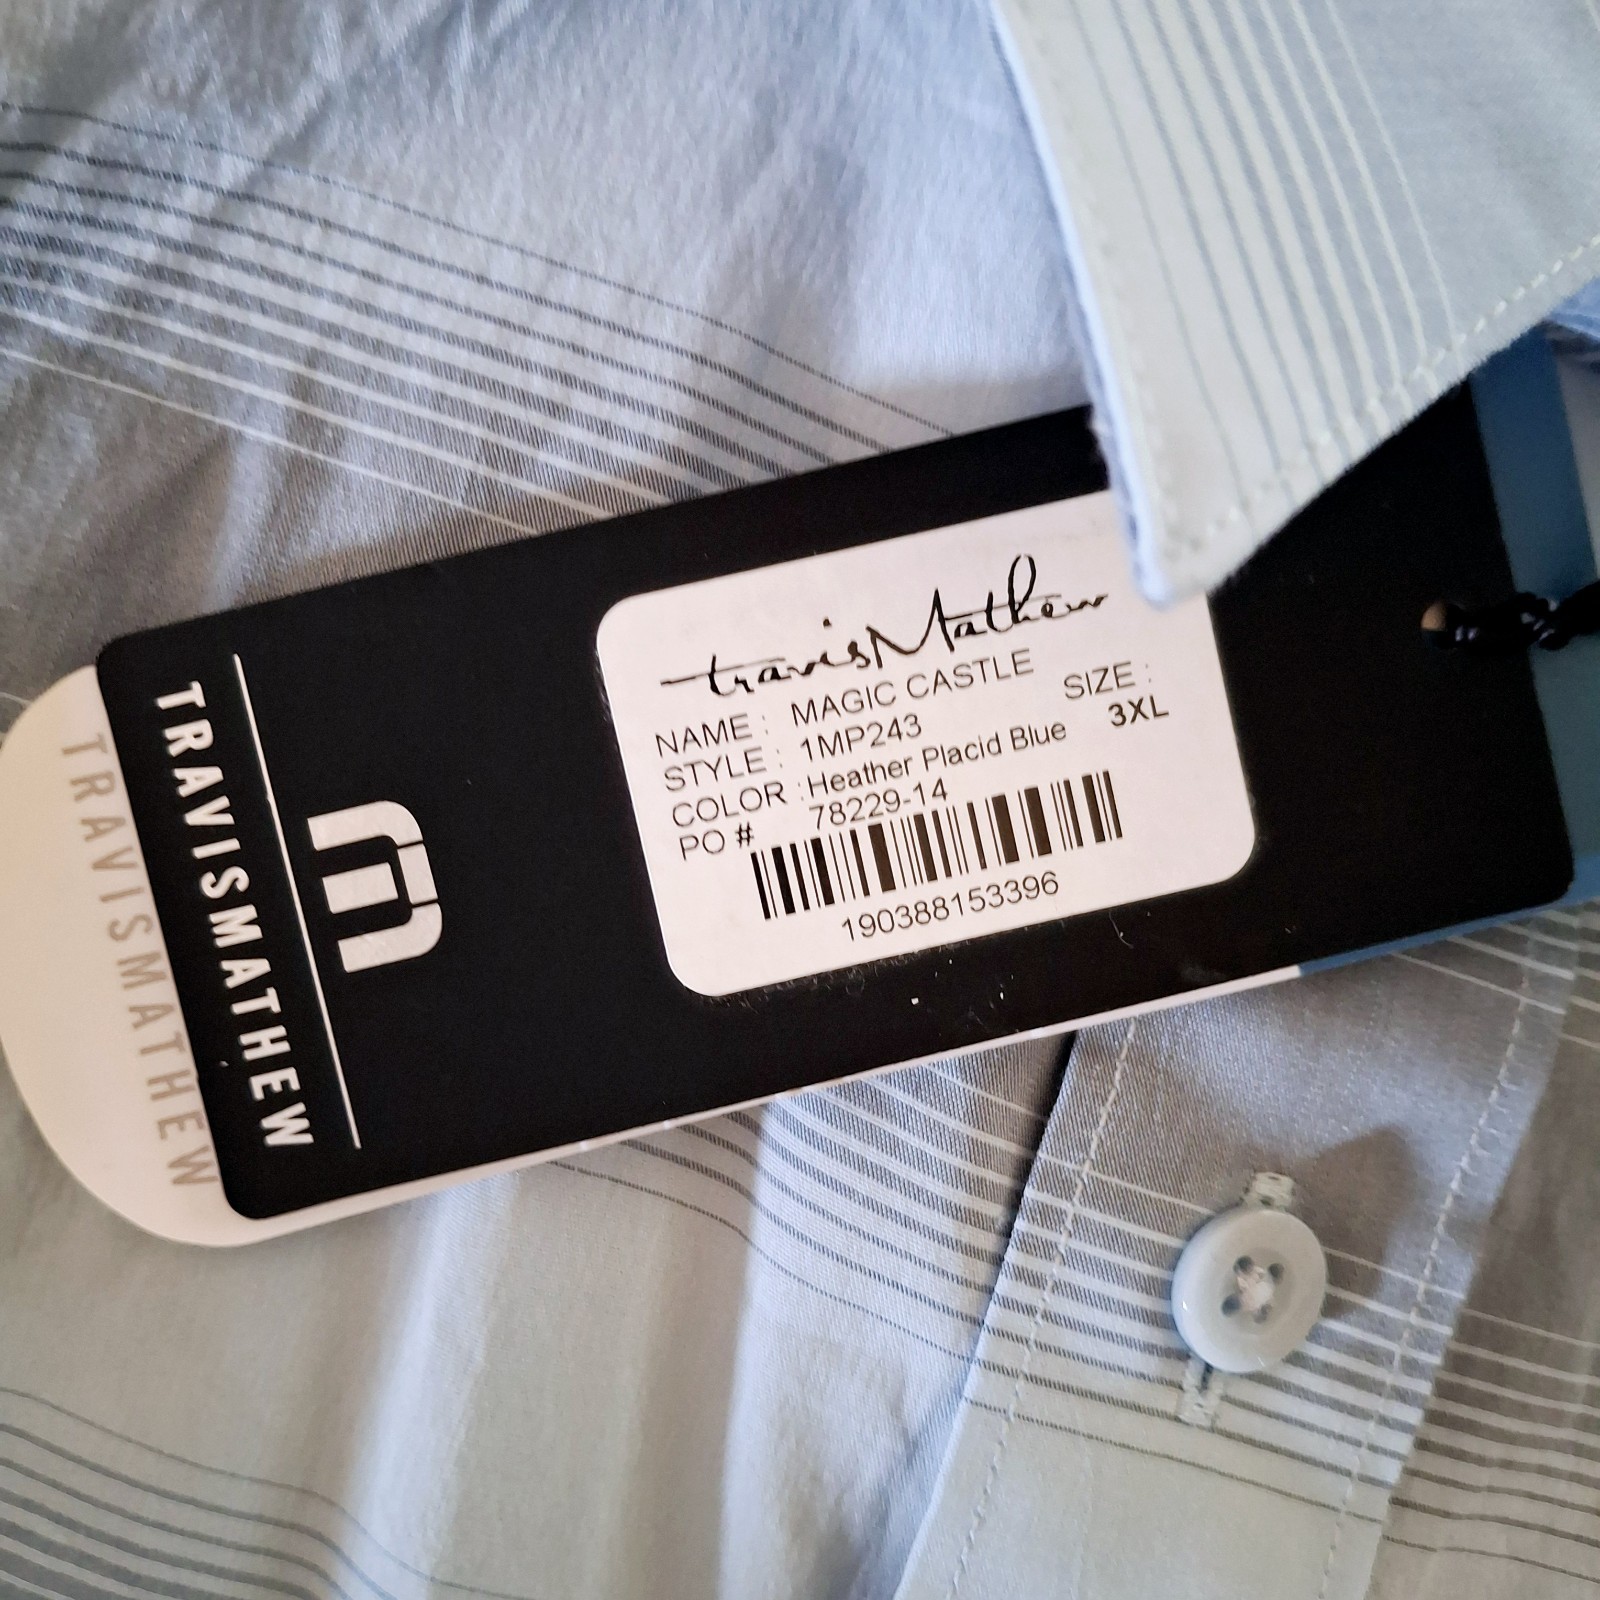 TRAVISMATHEW
TRAVISMATHEW
travisMathew
NAME : MAGIC CASTLE
STYLE : 1MP243
SIZE :
COLOR : Heather Placid Blue
3XL
PO # 78229-14
190388153396